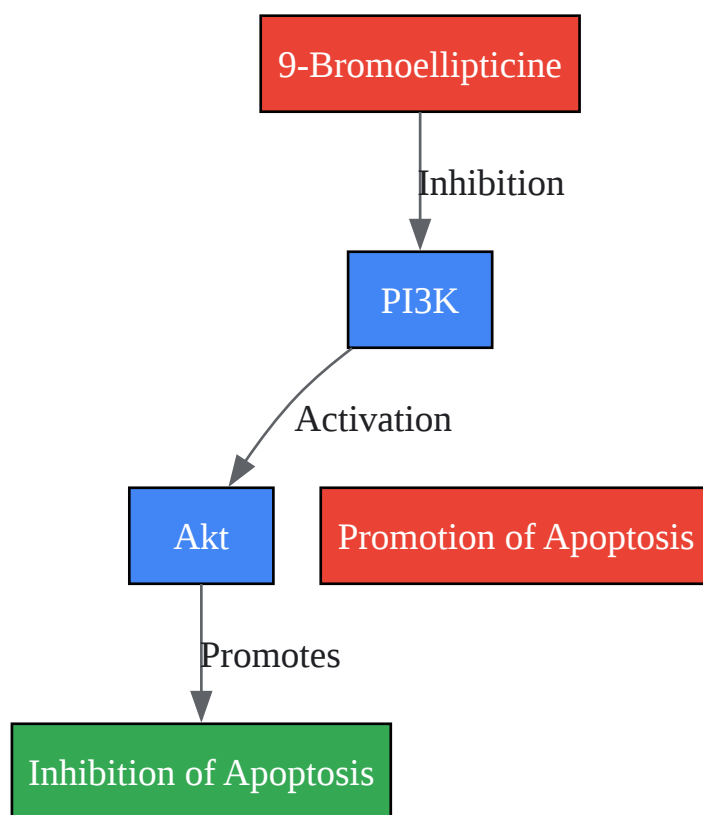 9-Bromoellipticine
Inhibition
PI3K
Activation
Akt
Promotion of Apoptosis
Promotes
Inhibition of Apoptosis